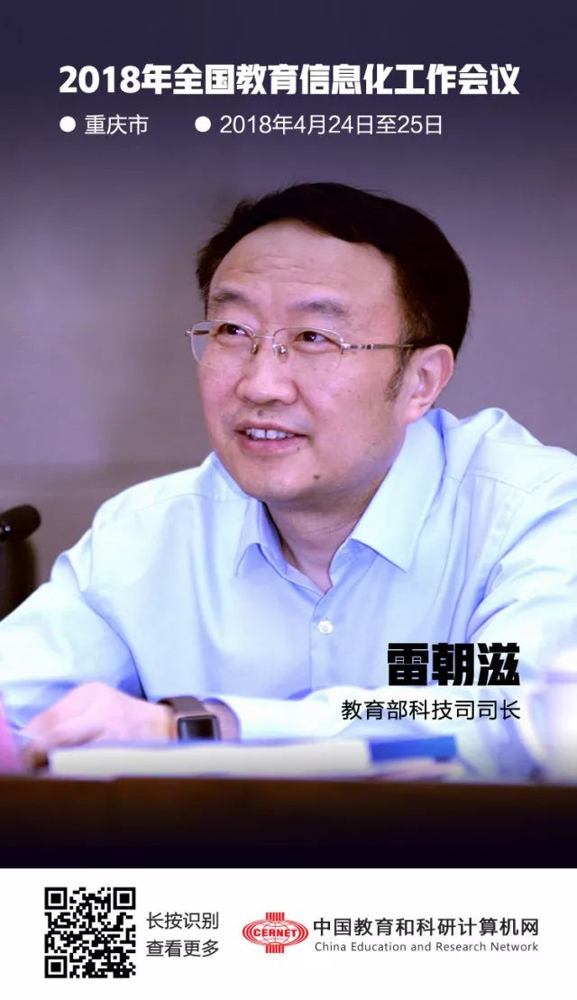 2018年全国教育信息化工作会议
● 重庆市 ● 2018年4月24日至25日
雷朝滋
教育部科技司司长
长按识别
查看更多
CERNET
中国教育和科研计算机网
China Education and Research Network